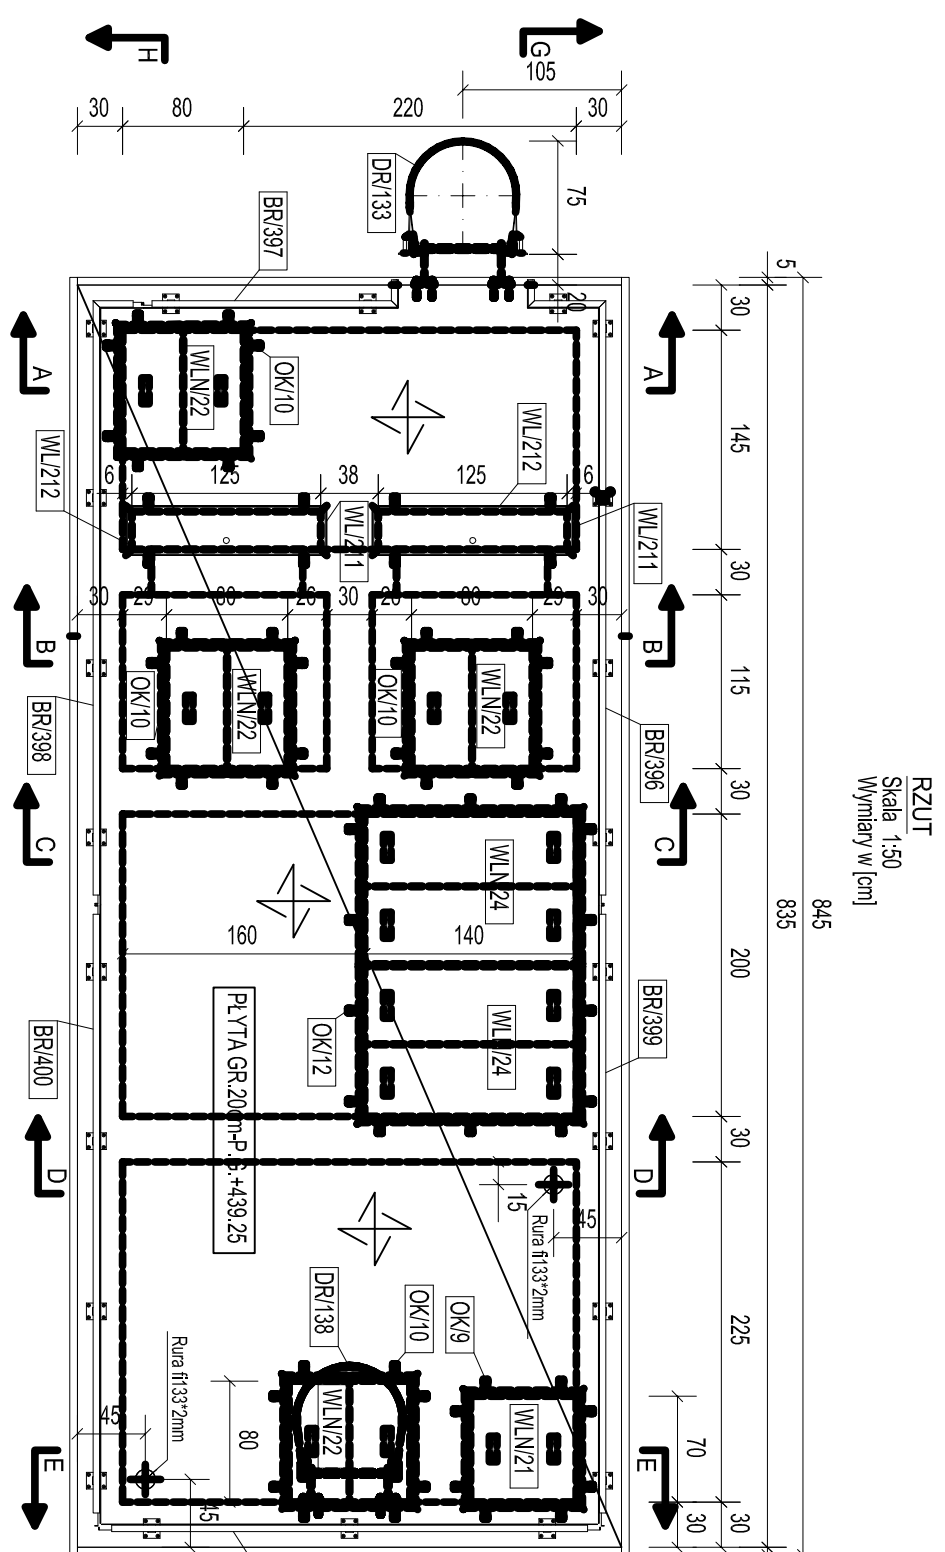 RZUT
Skala 1:50
Wymiary w [cm]
H
G
105
30
80
220
30
DR/133
75
20
BR/397
5
30
A
A
WLN/22
OK/10
WL/212
WL/212
145
6
125
38
125
6
WL/211
WL/211
30
30
25
80
25
30
25
80
25
30
B
B
OK/10
WLN/22
OK/10
WLN/22
115
BR/398
BR/396
30
C
C
WLN/24
845
835
160
140
200
PŁYTA GR.20cm-P.G.+439.25
WLN/24
OK/12
BR/399
BR/400
D
D
30
15
45
Rura fi133*2mm
225
DR/138
OK/10
OK/9
Rura fi133*2mm
45
80
WLN/22
WLN/21
70
E
E
45
30
30